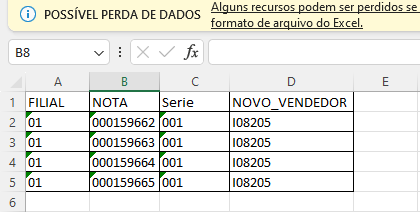 POSSÍVEL PERDA DE DADOS Alguns recursos podem ser perdidos se
formato de arquivo do Excel.
B8 fx
A B C D E
1 FILIAL NOTA Serie NOVO_VENDEDOR
2 01 000159662 001 I08205
3 01 000159663 001 I08205
4 01 000159664 001 I08205
5 01 000159665 001 I08205
6